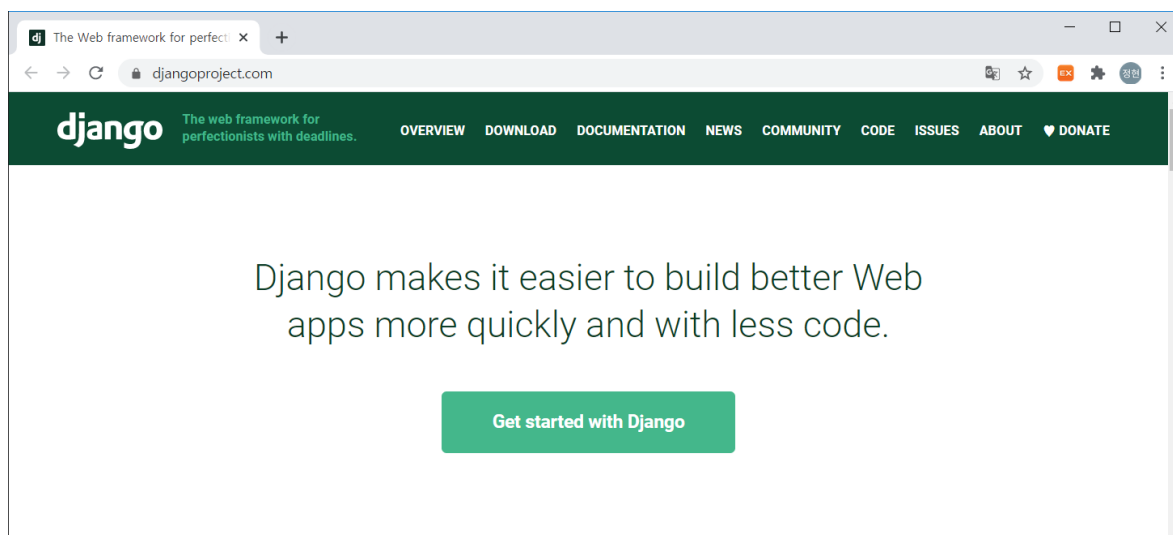 dj The Web framework for perfecti
djangoproject.com
EX
정현
django
The web framework for
perfectionists with deadlines.
OVERVIEW DOWNLOAD DOCUMENTATION NEWS COMMUNITY CODE ISSUES ABOUT DONATE
Django makes it easier to build better Web
apps more quickly and with less code.
Get started with Django